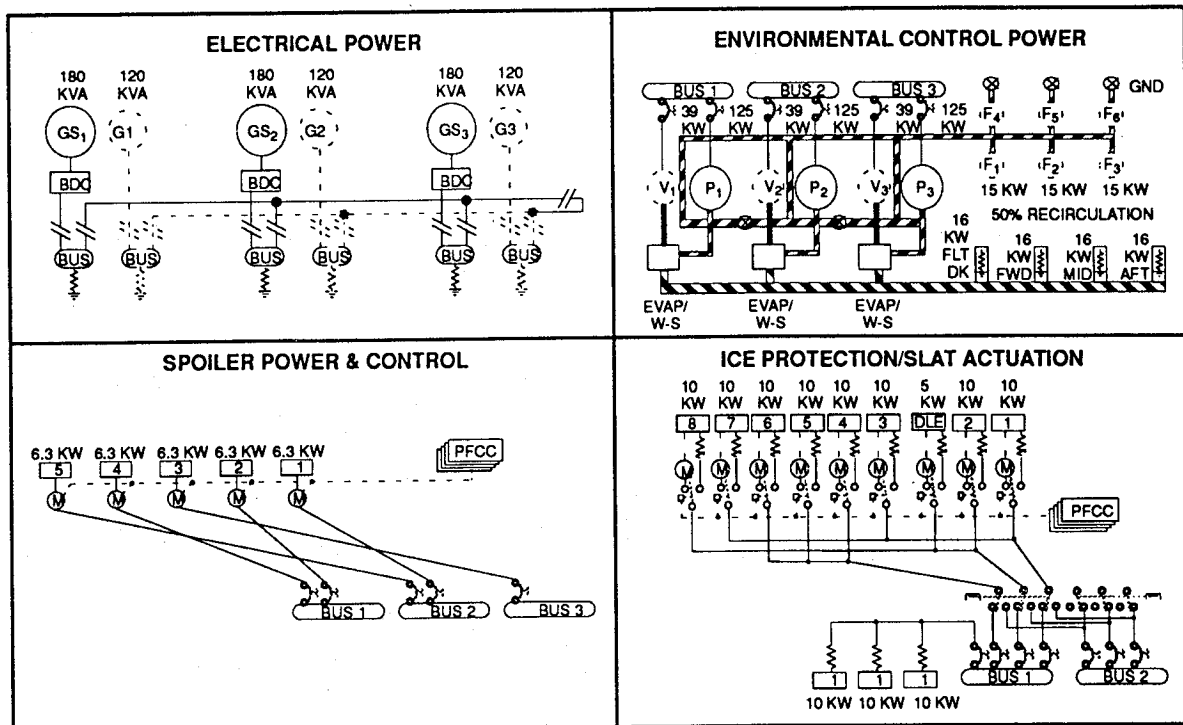 ELECTRICAL POWER
180 120 180 120 180 120
KVA KVA KVA KVA KVA KVA
GS1 G1 GS2 G2 GS3 G3
BDC BDC BDC
BUS BUS BUS BUS BUS BUS
ENVIRONMENTAL CONTROL POWER
BUS 1 BUS 2 BUS 3 GND
39 125 39 125 39 125
KW KW KW KW KW KW
F4 F5 F6
F1 F2 F3
15 KW 15 KW 15 KW
V1 P1 V2 P2 V3 P3
50% RECIRCULATION
16 KW FLT DK
16 KW FWD
16 KW MID
16 KW AFT
EVAP/ EVAP/ EVAP/
W-S W-S W-S
SPOILER POWER & CONTROL
PFCC
6.3 KW 6.3 KW 6.3 KW 6.3 KW 6.3 KW
5 4 3 2 1
M M M M M
BUS 1 BUS 2 BUS 3
ICE PROTECTION/SLAT ACTUATION
10 10 10 10 10 10 5 10 10
KW KW KW KW KW KW KW KW KW
8 7 6 5 4 3 DLE 2 1
M M M M M M M M M
PFCC
1 1 1 BUS 1 BUS 2
10 KW 10 KW 10 KW